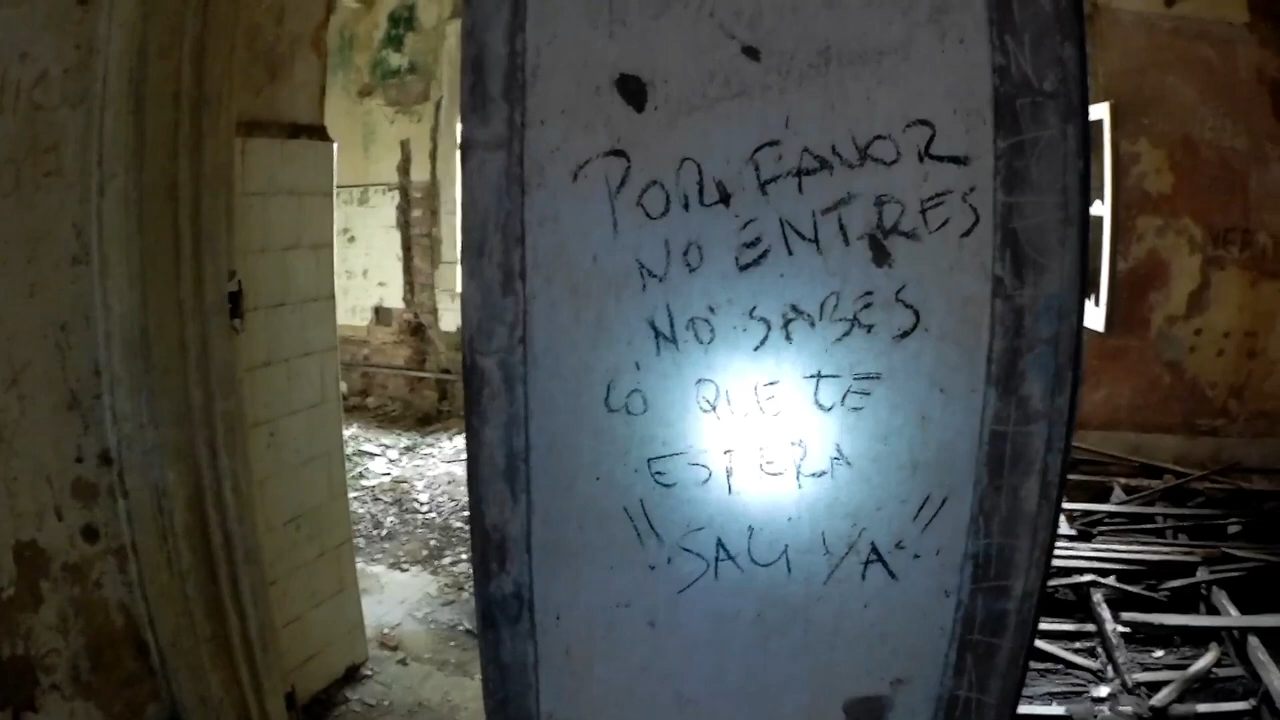 POR FAVOR
NO ENTRES
NO SABES
LO QUE TE
ESPERA
!!SAL YA!!